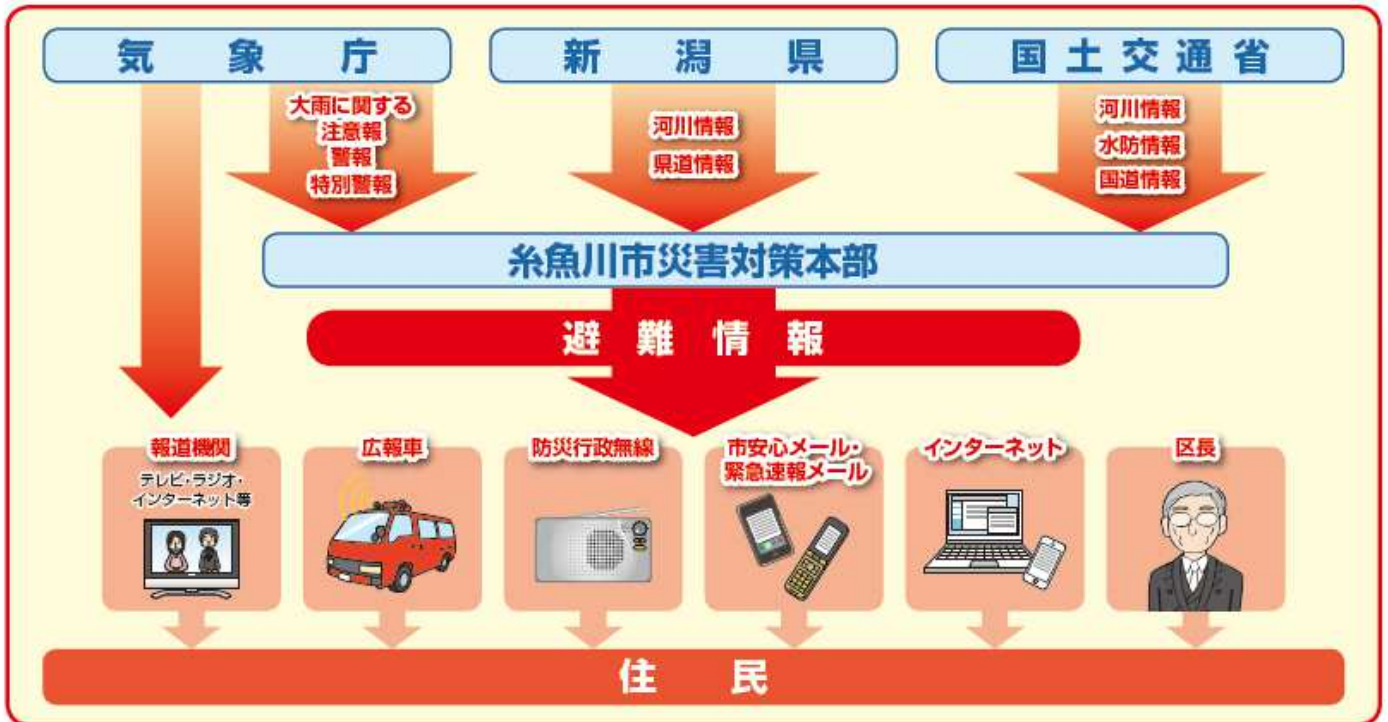 気象庁
新潟県
国土交通省
大雨に関する
注意報
警報
特別警報
河川情報
県道情報
河川情報
水防情報
国道情報
糸魚川市災害対策本部
避難情報
報道機関
テレビ・ラジオ・
インターネット等
広報車
防災行政無線
市安心メール・
緊急速報メール
インターネット
区長
住民